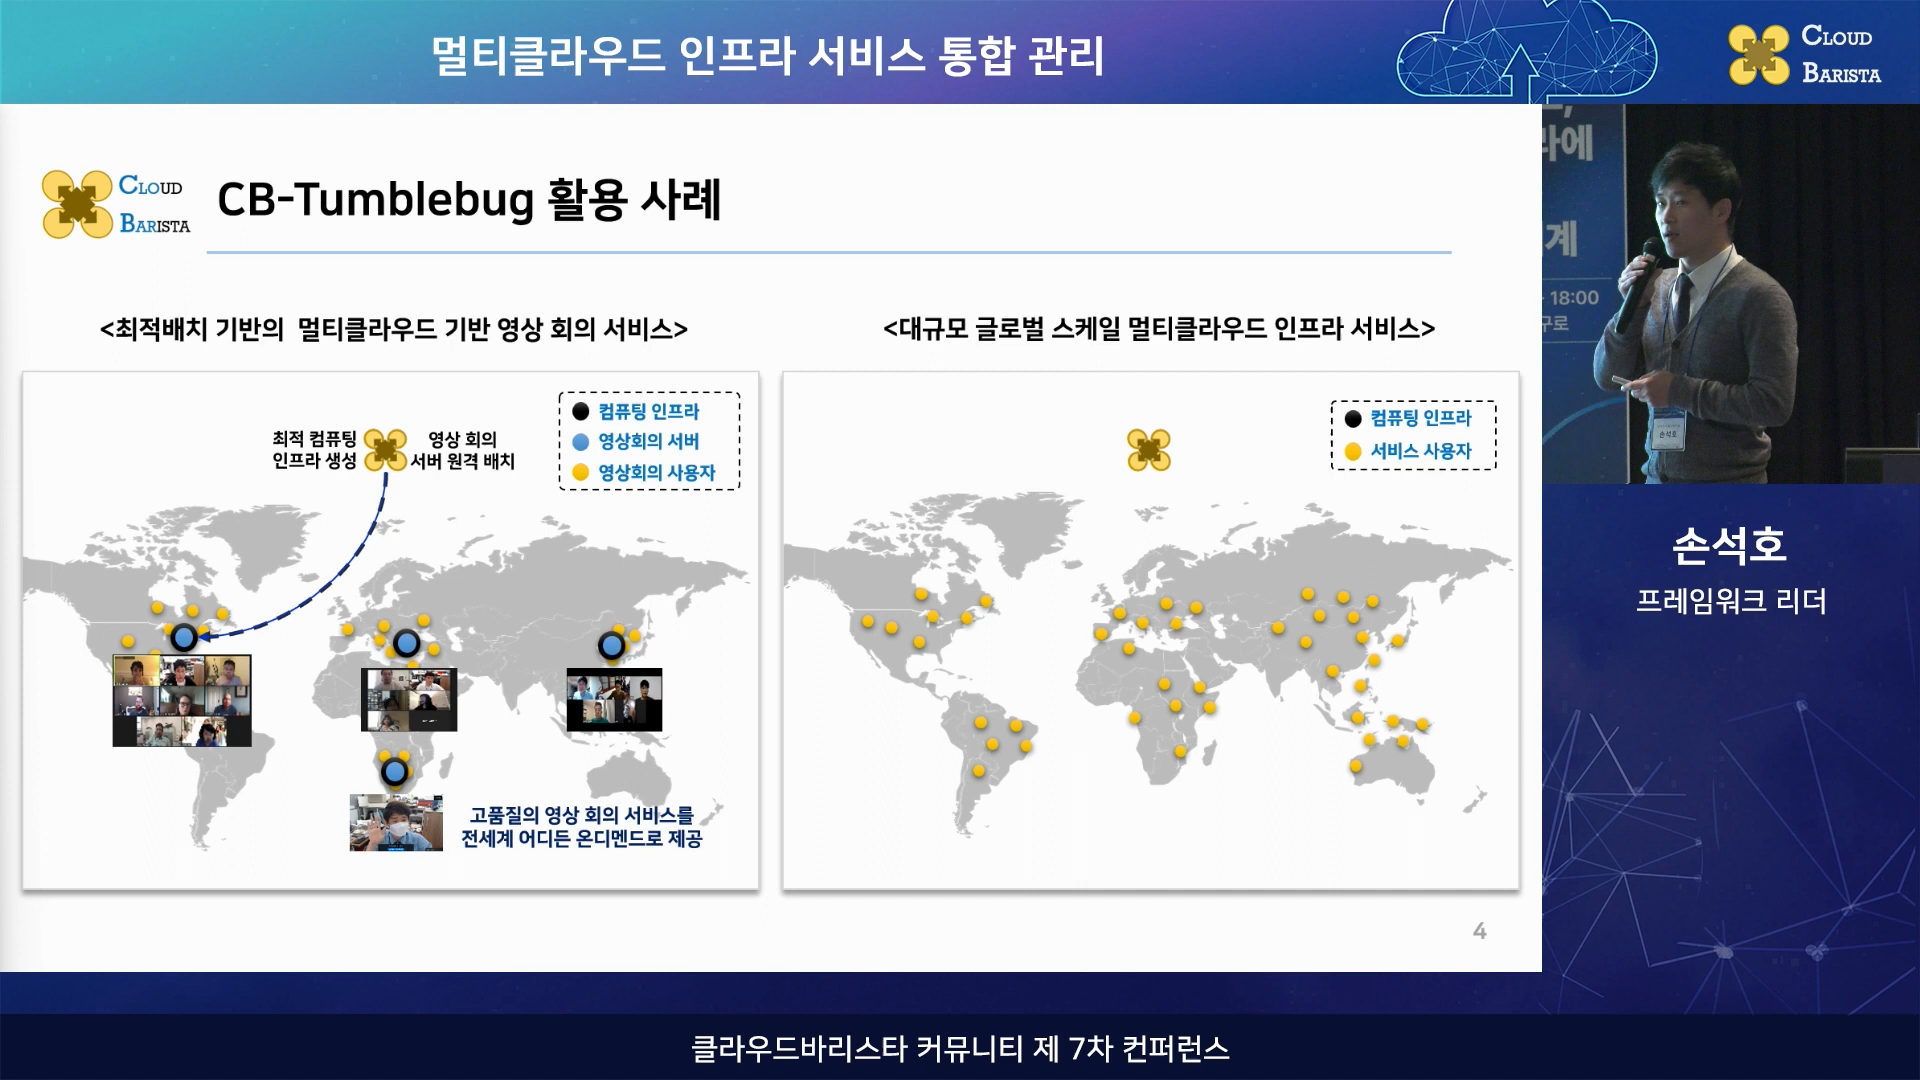 멀티클라우드 인프라 서비스 통합 관리
CLOUD
BARISTA
CLOUD
BARISTA
CB-Tumblebug 활용 사례
<최적배치 기반의 멀티클라우드 기반 영상 회의 서비스>
<대규모 글로벌 스케일 멀티클라우드 인프라 서비스>
최적 컴퓨팅
인프라 생성
영상 회의
서버 원격 배치
컴퓨팅 인프라
영상회의 서버
영상회의 사용자
고품질의 영상 회의 서비스를
전세계 어디든 온디멘드로 제공
컴퓨팅 인프라
서비스 사용자
4
라에
계
- 18:00
구로
손석호
손석호
프레임워크 리더
클라우드바리스타 커뮤니티 제 7차 컨퍼런스